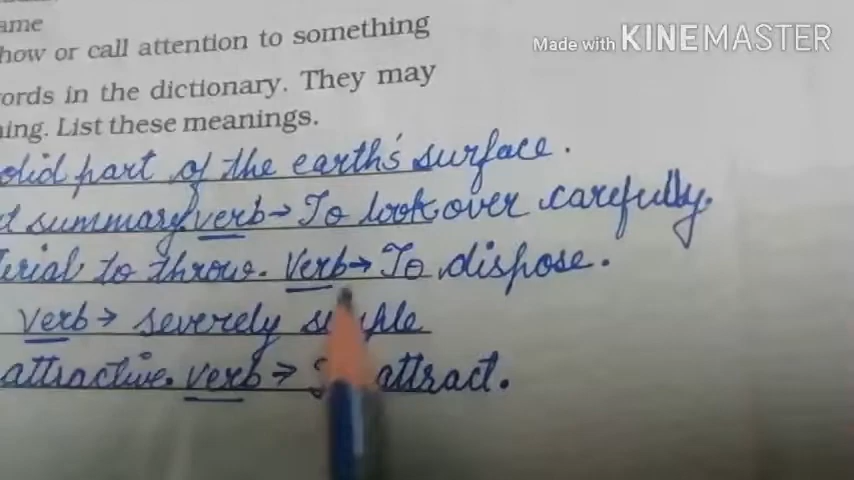 ame
Made with KINEMASTER
how or call attention to something
ords in the dictionary. They may
ing. List these meanings.
olid part of the earth's surface.
t summary verb→ To look over carefully.
erial to throw. Verb→ To dispose.
verb→ severely
attractive. verb→ attract.